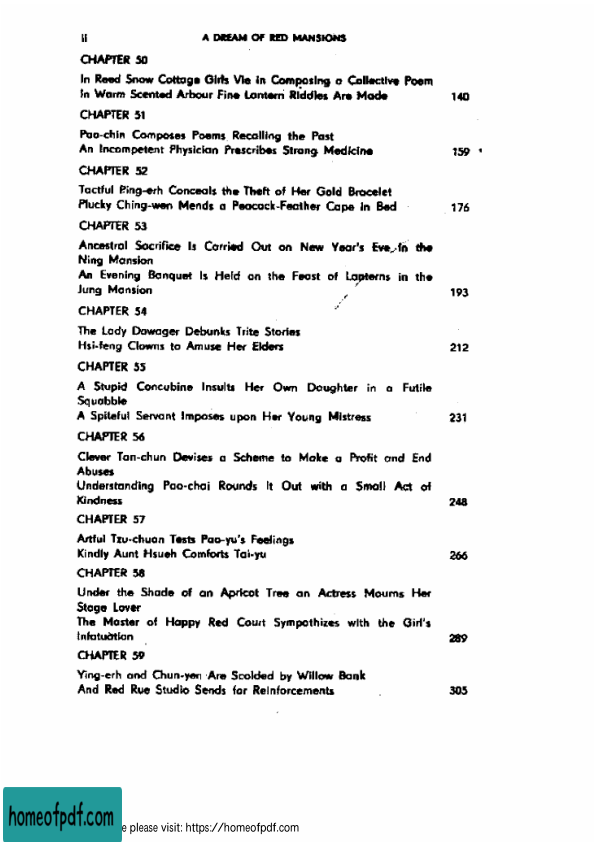 ii A DREAM OF RED MANSIONS
CHAPTER 50
In Reed Snow Cottage Girls Vie in Composing a Collective Poem
In Warm Scented Arbour Fine Lantern Riddles Are Made 140
CHAPTER 51
Pao-chin Composes Poems Recalling the Past
An Incompetent Physician Prescribes Strong Medicine 159
CHAPTER 52
Tactful Ping-erh Conceals the Theft of Her Gold Bracelet
Plucky Ching-wen Mends a Peacock-Feather Cape in Bed 176
CHAPTER 53
Ancestral Sacrifice Is Carried Out on New Year's Eve in the
Ning Mansion
An Evening Banquet Is Held on the Feast of Lanterns in the
Jung Mansion 193
CHAPTER 54
The Lady Dowager Debunks Trite Stories
Hsi-feng Clowns to Amuse Her Elders 212
CHAPTER 55
A Stupid Concubine Insults Her Own Daughter in a Futile
Squabble
A Spiteful Servant Imposes upon Her Young Mistress 231
CHAPTER 56
Clever Tan-chun Devises a Scheme to Make a Profit and End
Abuses
Understanding Pao-chai Rounds It Out with a Small Act of
Kindness 248
CHAPTER 57
Artful Tzu-chuan Tests Pao-yu's Feelings
Kindly Aunt Hsueh Comforts Tai-yu 266
CHAPTER 58
Under the Shade of an Apricot Tree an Actress Mourns Her
Stage Lover
The Master of Happy Red Court Sympathizes with the Girl's
Infatuation 289
CHAPTER 59
Ying-erh and Chun-yen Are Scolded by Willow Bank
And Red Rue Studio Sends for Reinforcements 305
homeofpdf.com
e please visit: https://homeofpdf.com